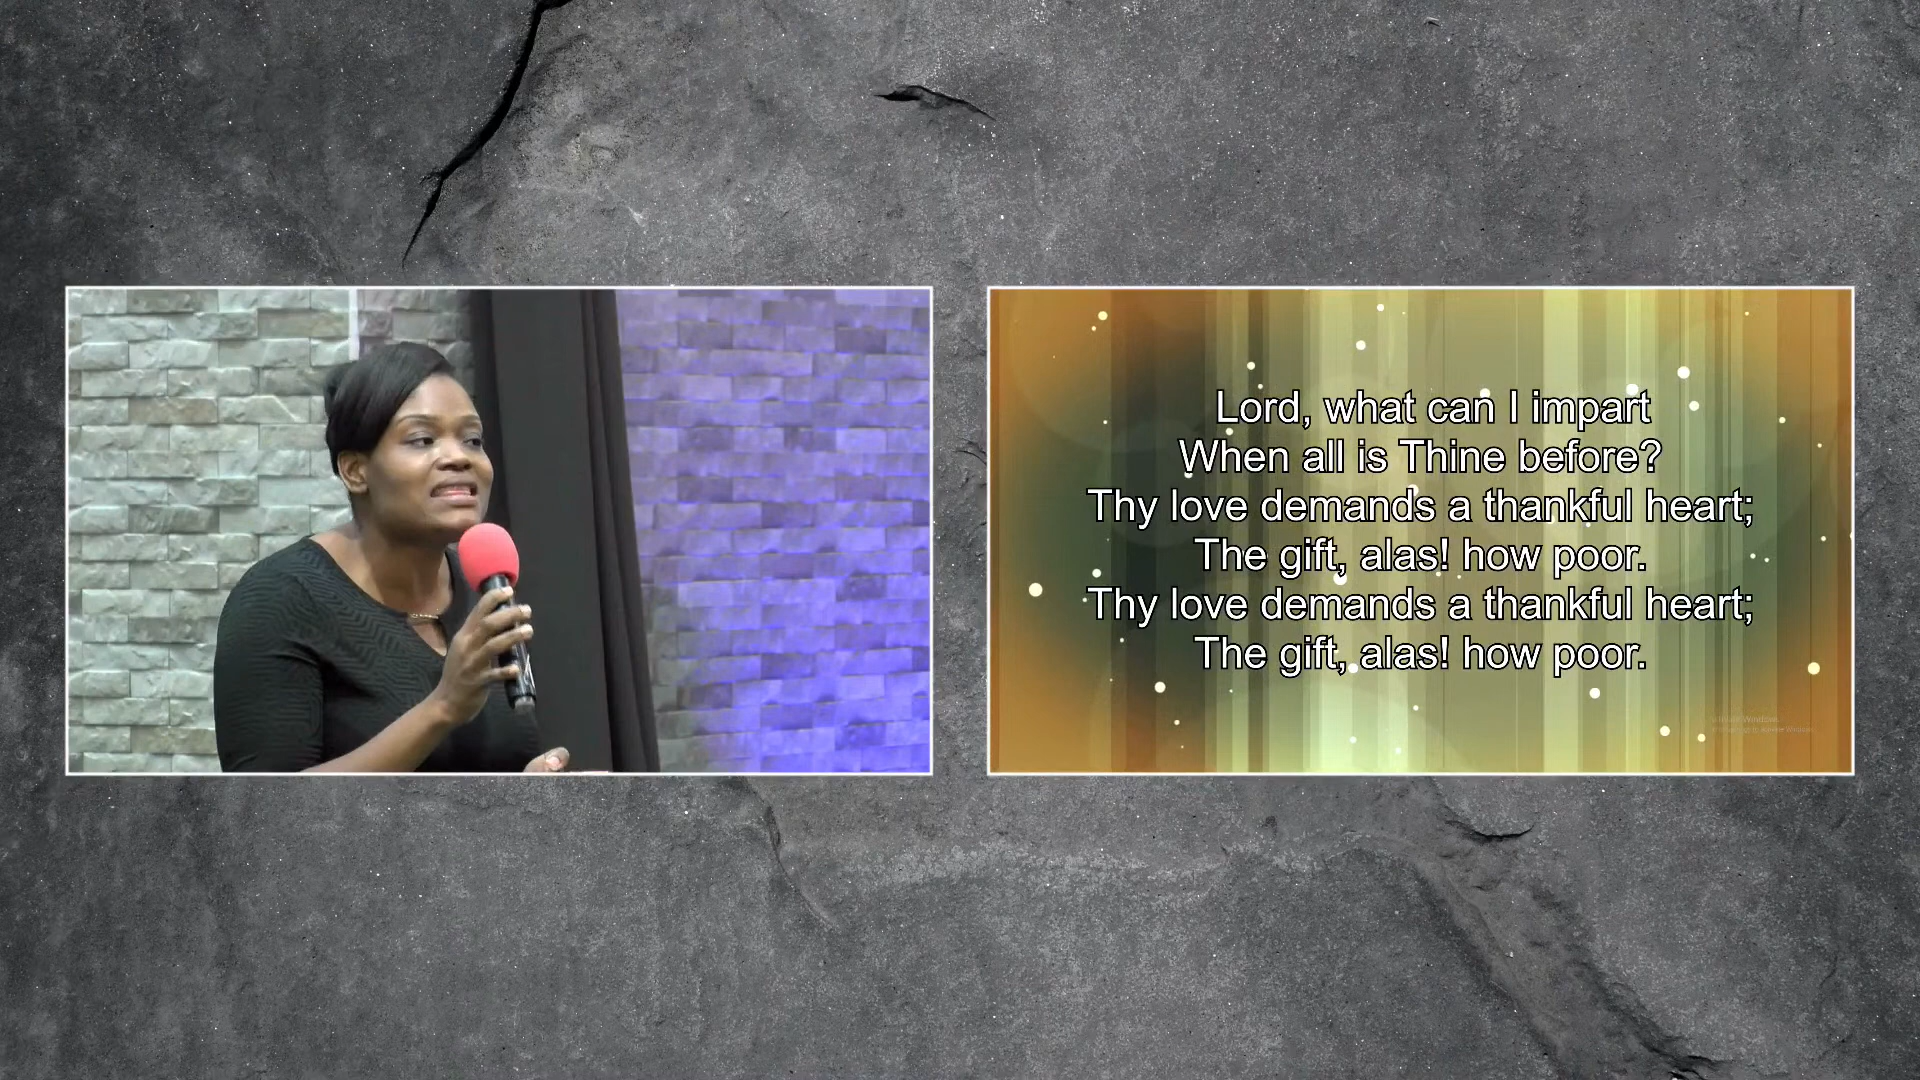 Lord, what can I impart
When all is Thine before?
Thy love demands a thankful heart;
The gift, alas! how poor.
Thy love demands a thankful heart;
The gift, alas! how poor.